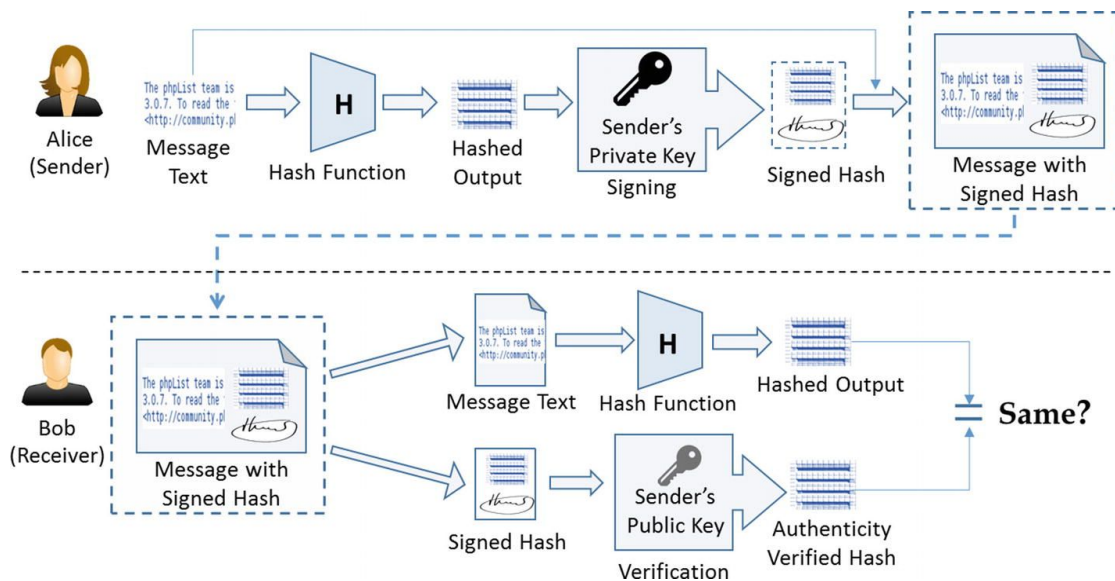 The phpList team is
3.0.7. To read the
<http://community.pl
Alice
(Sender)
Message
Text
H
Hash Function
Hashed
Output
Sender's
Private Key
Signing
Signed Hash
The phpList team is
3.0.7. To read the
<http://community.pl
Message with
Signed Hash
Bob
(Receiver)
The phpList team is
3.0.7. To read the
<http://community.pl
Message with
Signed Hash
The phpList team is
3.0.7. To read the
<http://community.pl
Message Text
H
Hash Function
Hashed Output
Same?
Signed Hash
Sender's
Public Key
Verification
Authenticity
Verified Hash